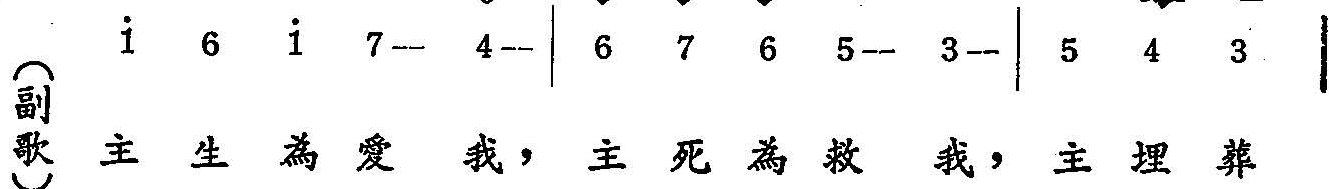 i̇ 6 i̇ 7-- 4-- | 6 7 6 5-- 3-- | 5 4 3 |
（副歌） 主 生 為 愛 我， 主 死 為 救 我， 主 埋 葬